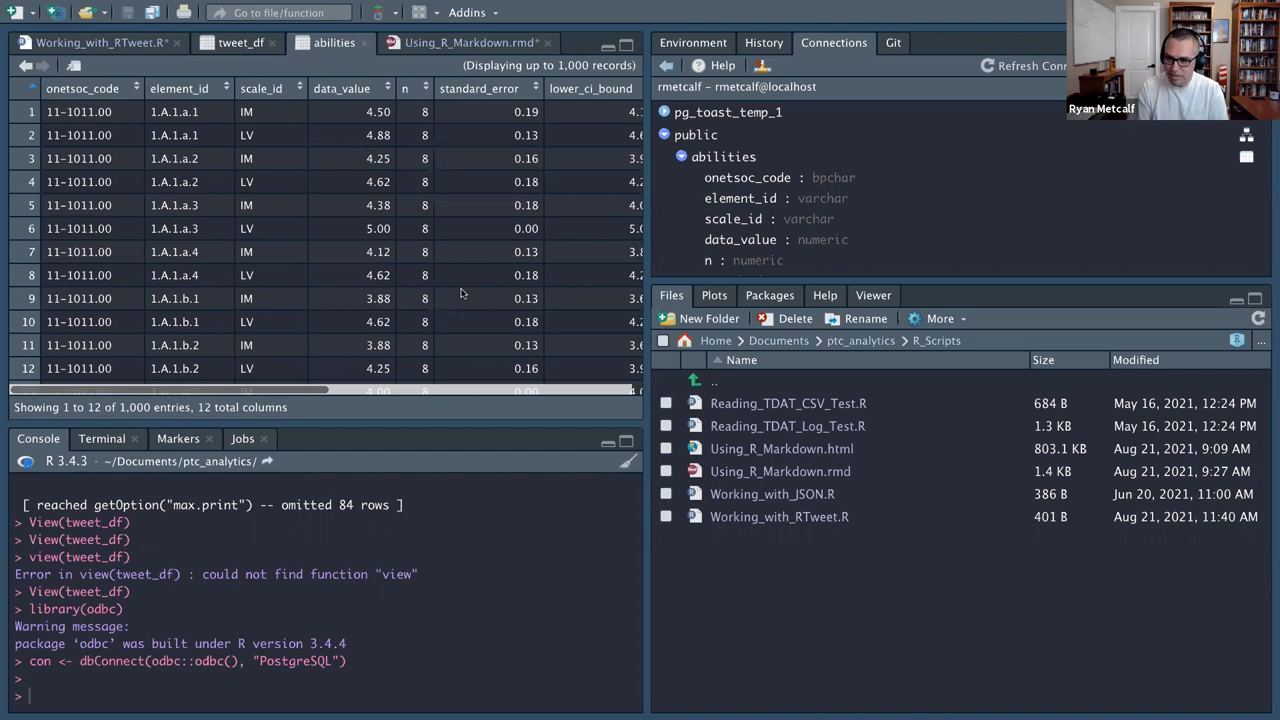 Go to file/function
Addins
Working_with_RTweet.R*
tweet_df
abilities
Using_R_Markdown.rmd*
(Displaying up to 1,000 records)
onetsoc_code element_id scale_id data_value n standard_error lower_ci_bound
1 11-1011.00 1.A.1.a.1 IM 4.50 8 0.19
2 11-1011.00 1.A.1.a.1 LV 4.88 8 0.13
3 11-1011.00 1.A.1.a.2 IM 4.25 8 0.16
4 11-1011.00 1.A.1.a.2 LV 4.62 8 0.18
5 11-1011.00 1.A.1.a.3 IM 4.38 8 0.18
6 11-1011.00 1.A.1.a.3 LV 5.00 8 0.00
7 11-1011.00 1.A.1.a.4 IM 4.12 8 0.13
8 11-1011.00 1.A.1.a.4 LV 4.62 8 0.18
9 11-1011.00 1.A.1.b.1 IM 3.88 8 0.13
10 11-1011.00 1.A.1.b.1 LV 4.62 8 0.18
11 11-1011.00 1.A.1.b.2 IM 3.88 8 0.13
12 11-1011.00 1.A.1.b.2 LV 4.25 8 0.16
Showing 1 to 12 of 1,000 entries, 12 total columns
Console Terminal Markers Jobs
R 3.4.3 · ~/Documents/ptc_analytics/
[ reached getOption("max.print") -- omitted 84 rows ]
> View(tweet_df)
> View(tweet_df)
> view(tweet_df)
Error in view(tweet_df) : could not find function "view"
> View(tweet_df)
> library(odbc)
Warning message:
package ‘odbc’ was built under R version 3.4.4
> con <- dbConnect(odbc::odbc(), "PostgreSQL")
>
>
Environment History Connections Git
Help
Refresh Con
rmetcalf - rmetcalf@localhost
pg_toast_temp_1
public
abilities
onetsoc_code : bpchar
element_id : varchar
scale_id : varchar
data_value : numeric
n : numeric
Ryan Metcalf
Files Plots Packages Help Viewer
New Folder Delete Rename More
Home Documents ptc_analytics R_Scripts
Name Size Modified
..
Reading_TDAT_CSV_Test.R 684 B May 16, 2021, 12:24 PM
Reading_TDAT_Log_Test.R 1.3 KB May 16, 2021, 12:24 PM
Using_R_Markdown.html 803.1 KB Aug 21, 2021, 9:09 AM
Using_R_Markdown.rmd 1.4 KB Aug 21, 2021, 9:27 AM
Working_with_JSON.R 386 B Jun 20, 2021, 11:00 AM
Working_with_RTweet.R 401 B Aug 21, 2021, 11:40 AM